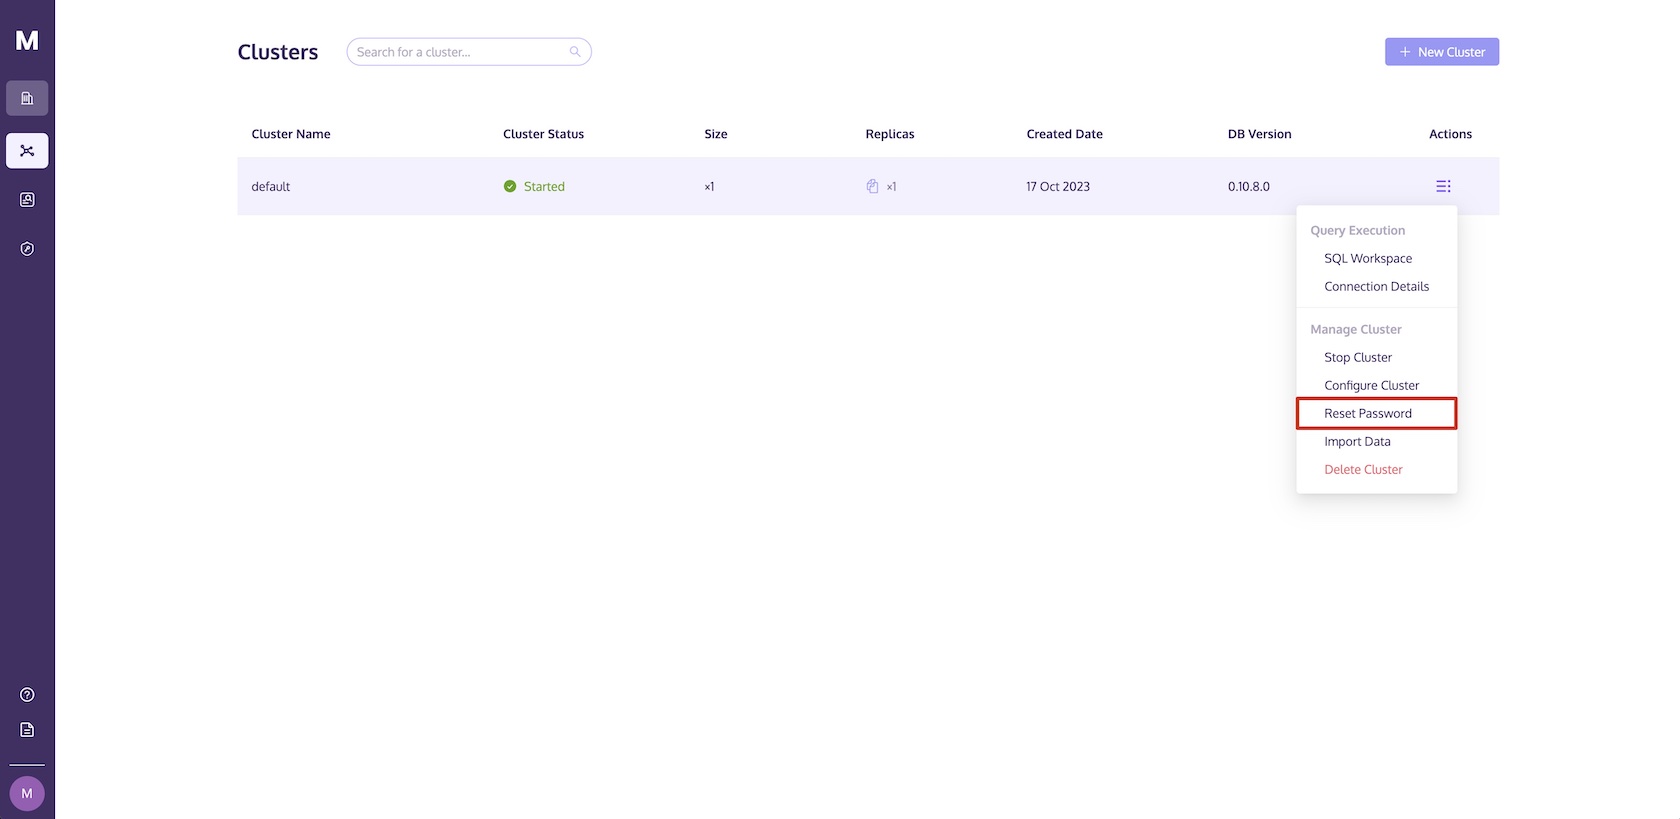 M
Clusters
Search for a cluster...
+ New Cluster
Cluster Name Cluster Status Size Replicas Created Date DB Version Actions
default Started ×1 ×1 17 Oct 2023 0.10.8.0
Query Execution
SQL Workspace
Connection Details
Manage Cluster
Stop Cluster
Configure Cluster
Reset Password
Import Data
Delete Cluster
M